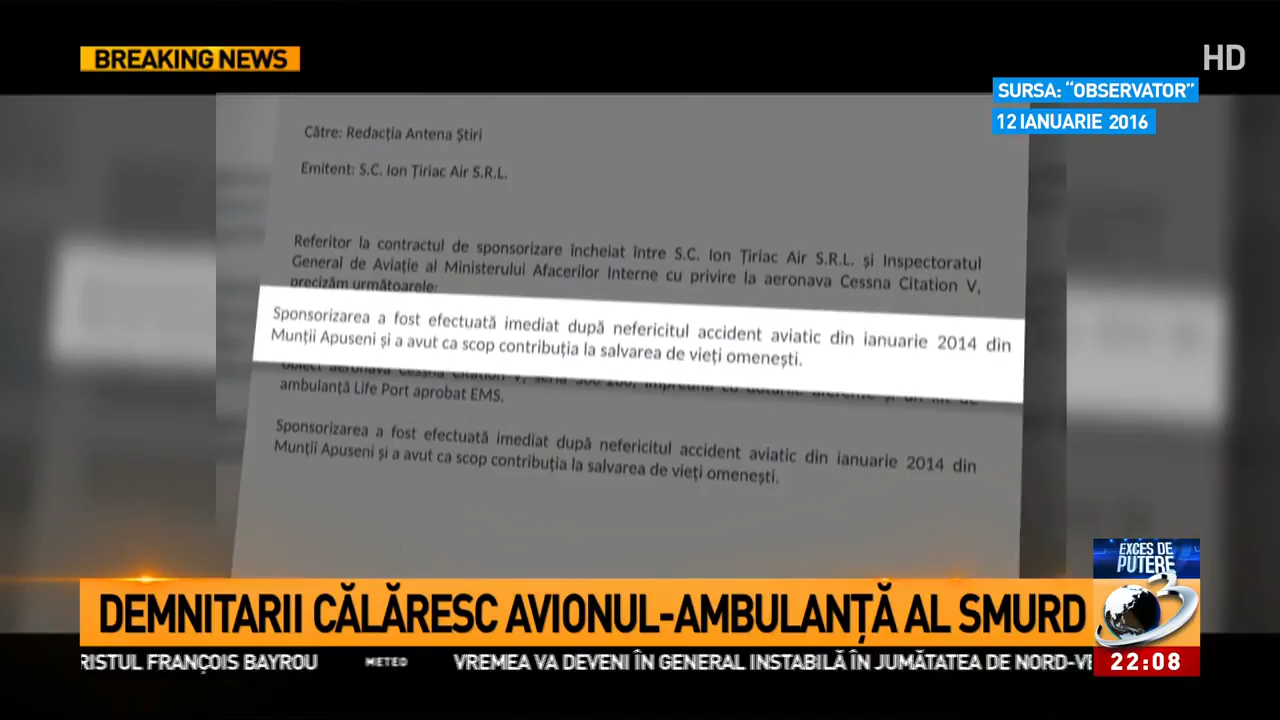 BREAKING NEWS
HD
SURSA: “OBSERVATOR”
12 IANUARIE 2016
Către: Redacția Antena Știri
Emitent: S.C. Ion Țiriac Air S.R.L.
Referitor la contractul de sponsorizare încheiat între S.C. Ion Țiriac Air S.R.L. și Inspectoratul
General de Aviație al Ministerului Afacerilor Interne cu privire la aeronava Cessna Citation V,
precizăm următoarele:
Sponsorizarea a fost efectuată imediat după nefericitul accident aviatic din ianuarie 2014 din
Munții Apuseni și a avut ca scop contribuția la salvarea de vieți omenești.
ambulanță Life Port aprobat EMS.
Sponsorizarea a fost efectuată imediat după nefericitul accident aviatic din ianuarie 2014 din
Munții Apuseni și a avut ca scop contribuția la salvarea de vieți omenești.
EXCES DE
PUTERE
DEMNITARII CĂLĂRESC AVIONUL-AMBULANȚĂ AL SMURD
RISTUL FRANÇOIS BAYROU METEO VREMEA VA DEVENI ÎN GENERAL INSTABILĂ ÎN JUMĂTATEA DE NORD-VE
22:08